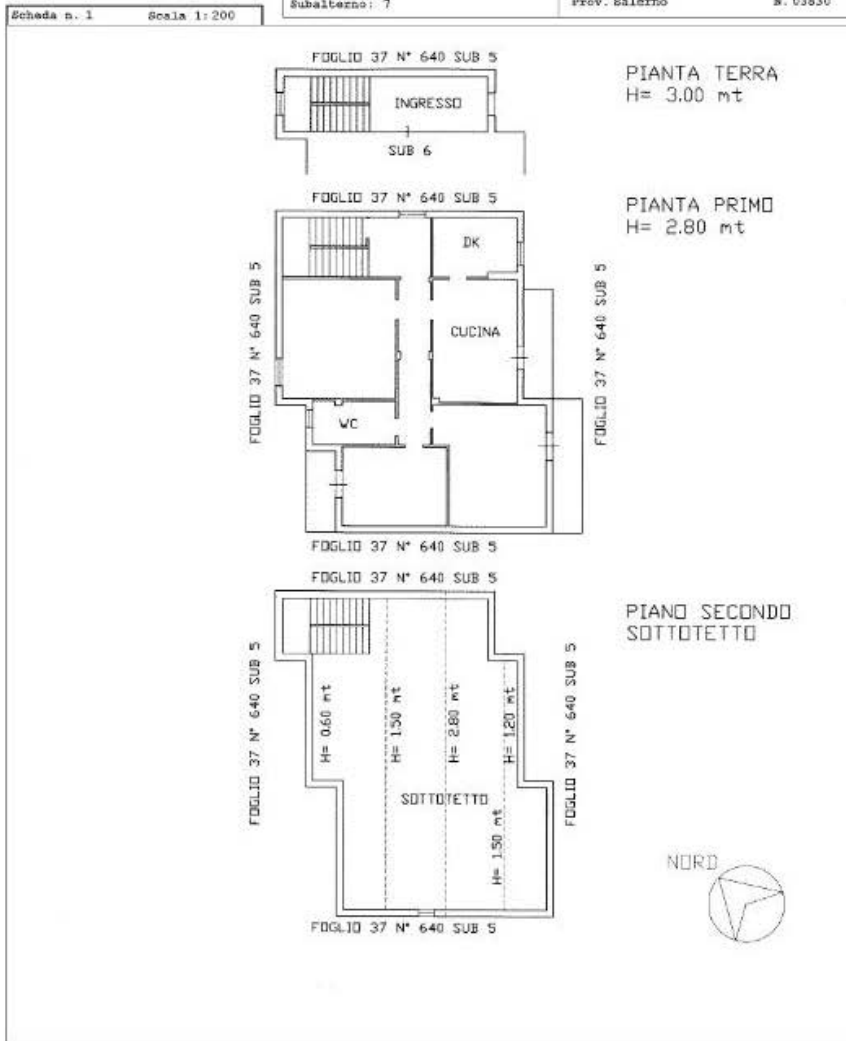 Scheda n. 1 Scala 1:200
Subalterno: 7
Prov. Salerno N. 03830
FOGLIO 37 N° 640 SUB 5
INGRESSO
SUB 6
PIANTA TERRA
H= 3.00 mt
FOGLIO 37 N° 640 SUB 5
PIANTA PRIMO
H= 2.80 mt
DK
CUCINA
WC
FOGLIO 37 N° 640 SUB 5
FOGLIO 37 N° 640 SUB 5
FOGLIO 37 N° 640 SUB 5
FOGLIO 37 N° 640 SUB 5
PIANO SECONDO
SOTTOTETTO
FOGLIO 37 N° 640 SUB 5
H= 0.60 mt
H= 1.50 mt
H= 2.80 mt
H= 1.20 mt
FOGLIO 37 N° 640 SUB 5
SOTTOTETTO
H= 1.50 mt
FOGLIO 37 N° 640 SUB 5
NORD